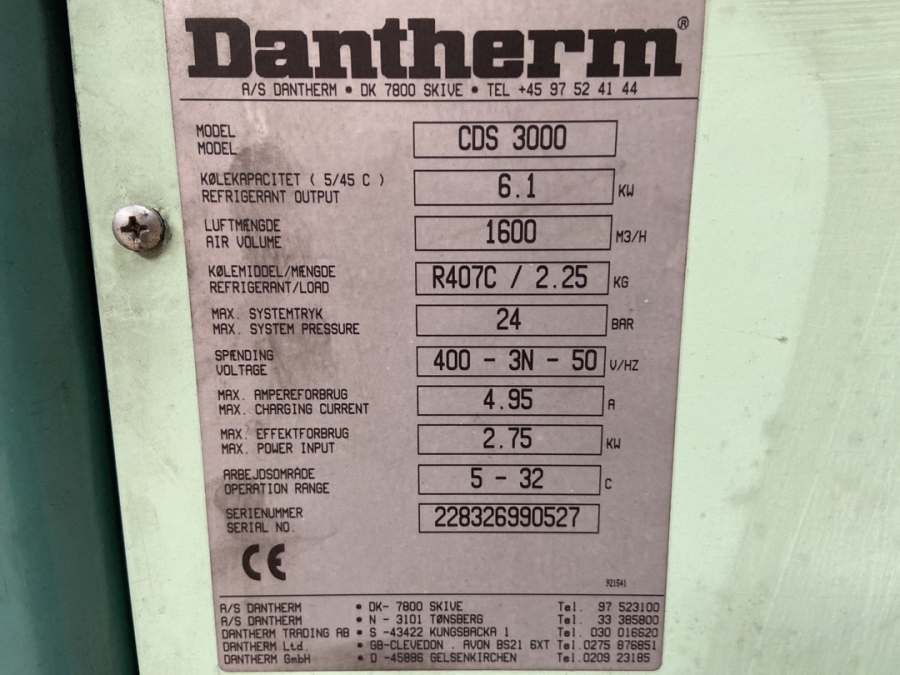 Dantherm®
A/S DANTHERM • DK 7800 SKIVE • TEL +45 97 52 41 44
MODEL
MODEL
CDS 3000
KØLEKAPACITET ( 5/45 C )
REFRIGERANT OUTPUT
6.1 KW
LUFTMÆNGDE
AIR VOLUME
1600 M3/H
KØLEMIDDEL/MÆNGDE
REFRIGERANT/LOAD
R407C / 2.25 KG
MAX. SYSTEMTRYK
MAX. SYSTEM PRESSURE
24 BAR
SPÆNDING
VOLTAGE
400 - 3N - 50 V/HZ
MAX. AMPEREFORBRUG
MAX. CHARGING CURRENT
4.95 A
MAX. EFFEKTFORBRUG
MAX. POWER INPUT
2.75 KW
ARBEJDSOMRÅDE
OPERATION RANGE
5 - 32 C
SERIENUMMER
SERIAL NO.
228326990527
CE
921541
A/S DANTHERM • DK- 7800 SKIVE Tel. 97 523100
A/S DANTHERM • N - 3101 TØNSBERG Tel. 33 385800
DANTHERM TRADING AB • S -43422 KUNGSBACKA 1 Tel. 030 016620
DANTHERM Ltd. • GB-CLEVEDON . AVON BS21 6XT Tel.0275 876851
DANTHERM GmbH • D -45886 GELSENKIRCHEN Tel.0209 23185